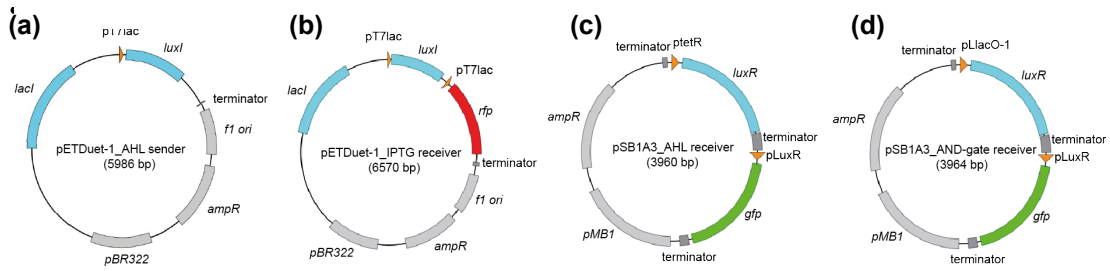 (a)
pT7lac
luxI
lacI
terminator
f1 ori
pETDuet-1_AHL sender
(5986 bp)
ampR
pBR322
(b)
pT7lac
luxI
pT7lac
lacI
rfp
pETDuet-1_IPTG receiver
(6570 bp)
terminator
f1 ori
ampR
pBR322
(c)
terminator
ptetR
luxR
ampR
terminator
pSB1A3_AHL receiver
(3960 bp)
pLuxR
gfp
pMB1
terminator
(d)
terminator
pLlacO-1
luxR
ampR
terminator
pSB1A3_AND-gate receiver
(3964 bp)
pLuxR
gfp
pMB1
terminator